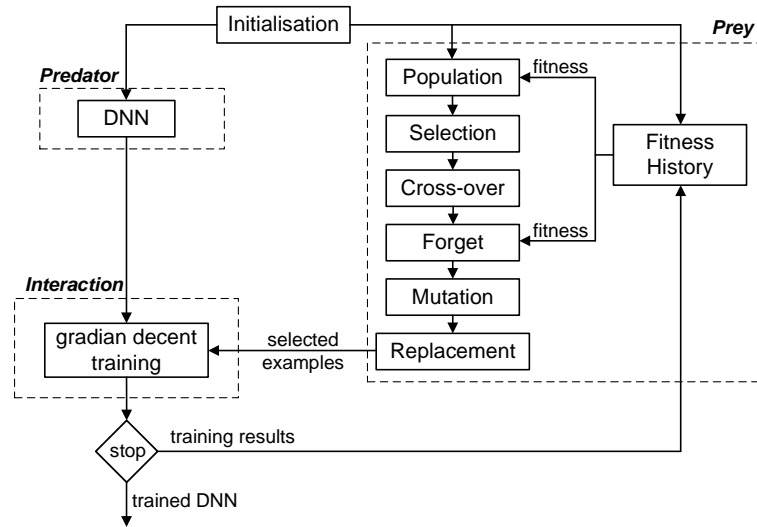 Initialisation
Prey
Predator
Population
fitness
DNN
Selection
Fitness
History
Cross-over
fitness
Forget
Interaction
Mutation
gradian decent
training
selected
examples
Replacement
stop
training results
trained DNN